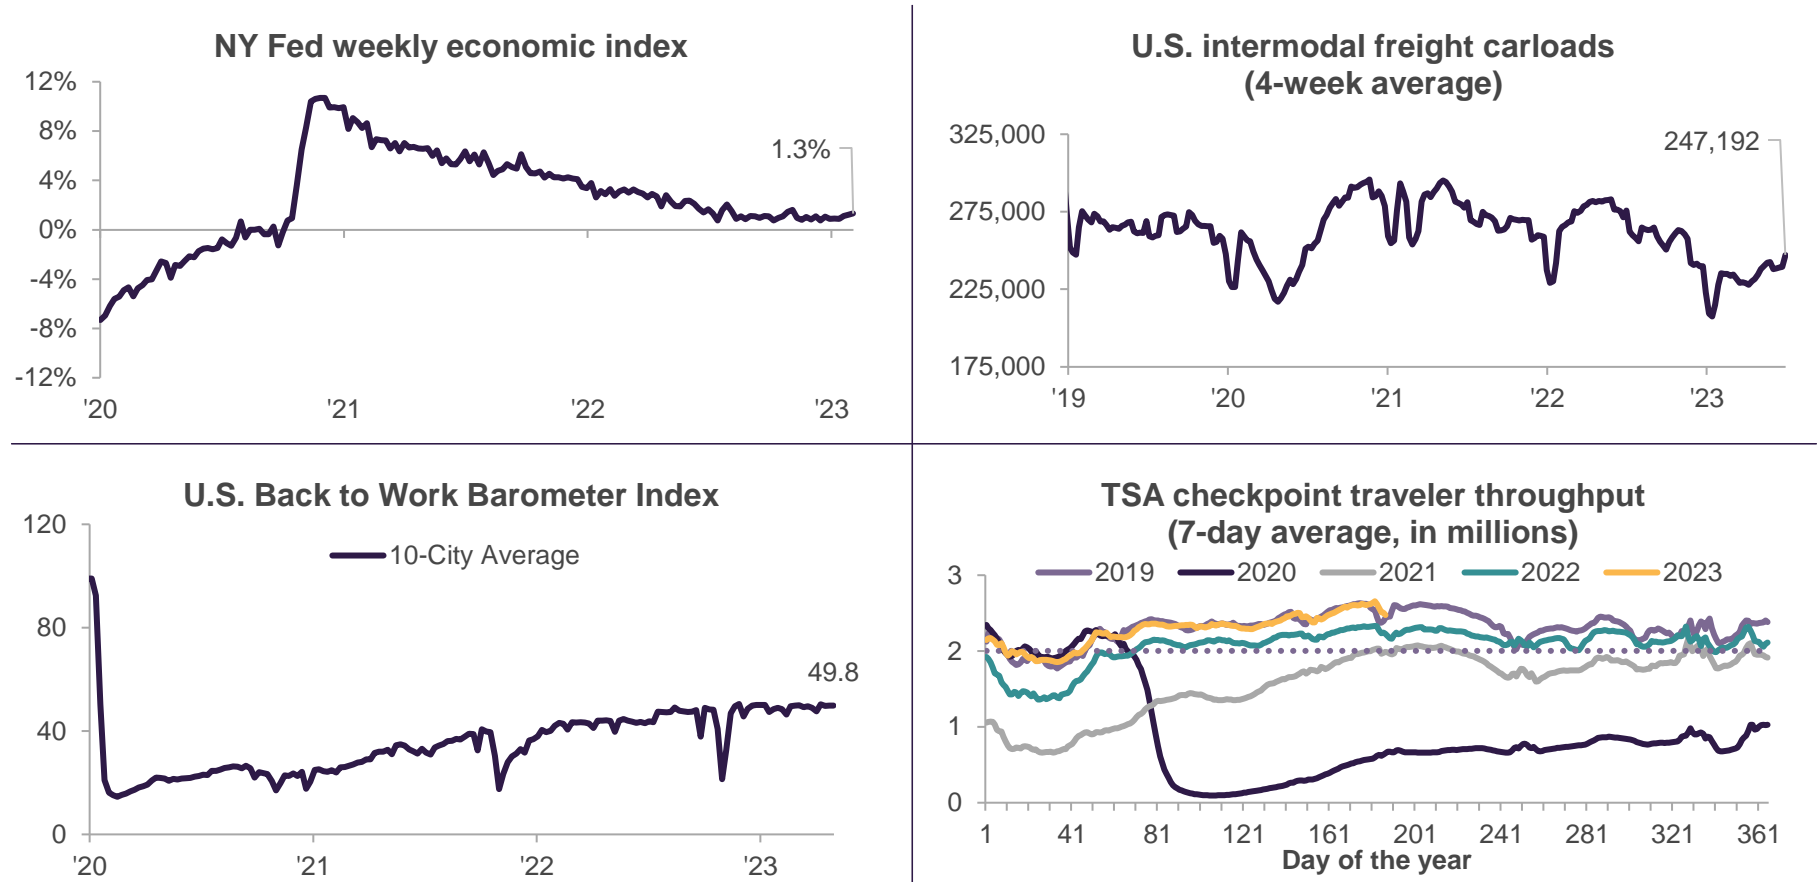 NY Fed weekly economic index
12%
8%
4%
0%
-4%
-8%
-12%
1.3%
'20 '21 '22 '23
U.S. intermodal freight carloads
(4-week average)
325,000
275,000
225,000
175,000
247,192
'19 '20 '21 '22 '23
U.S. Back to Work Barometer Index
10-City Average
120
80
40
0
49.8
'20 '21 '22 '23
TSA checkpoint traveler throughput
(7-day average, in millions)
2019 2020 2021 2022 2023
3
2
1
0
1 41 81 121 161 201 241 281 321 361
Day of the year